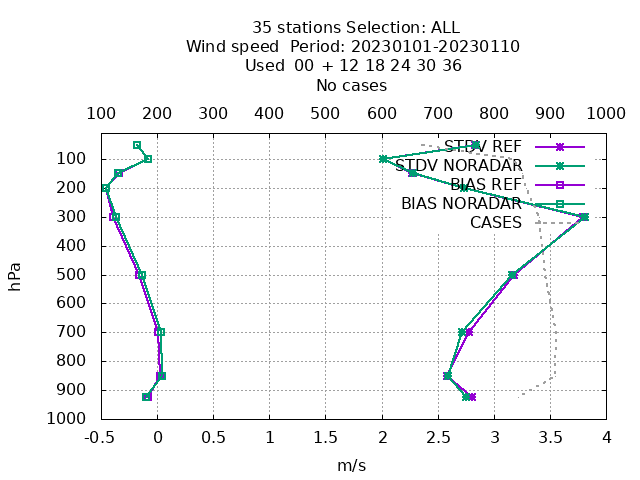 35 stations Selection: ALL
Wind speed  Period: 20230101-20230110
Used  00 + 12 18 24 30 36
No cases
100 200 300 400 500 600 700 800 900 1000
STDV REF
100
STDV NORADAR
200
BIAS REF
BIAS NORADAR
300
CASES
400
500
600
700
800
900
1000
hPa
-0.5 0 0.5 1 1.5 2 2.5 3 3.5 4
m/s